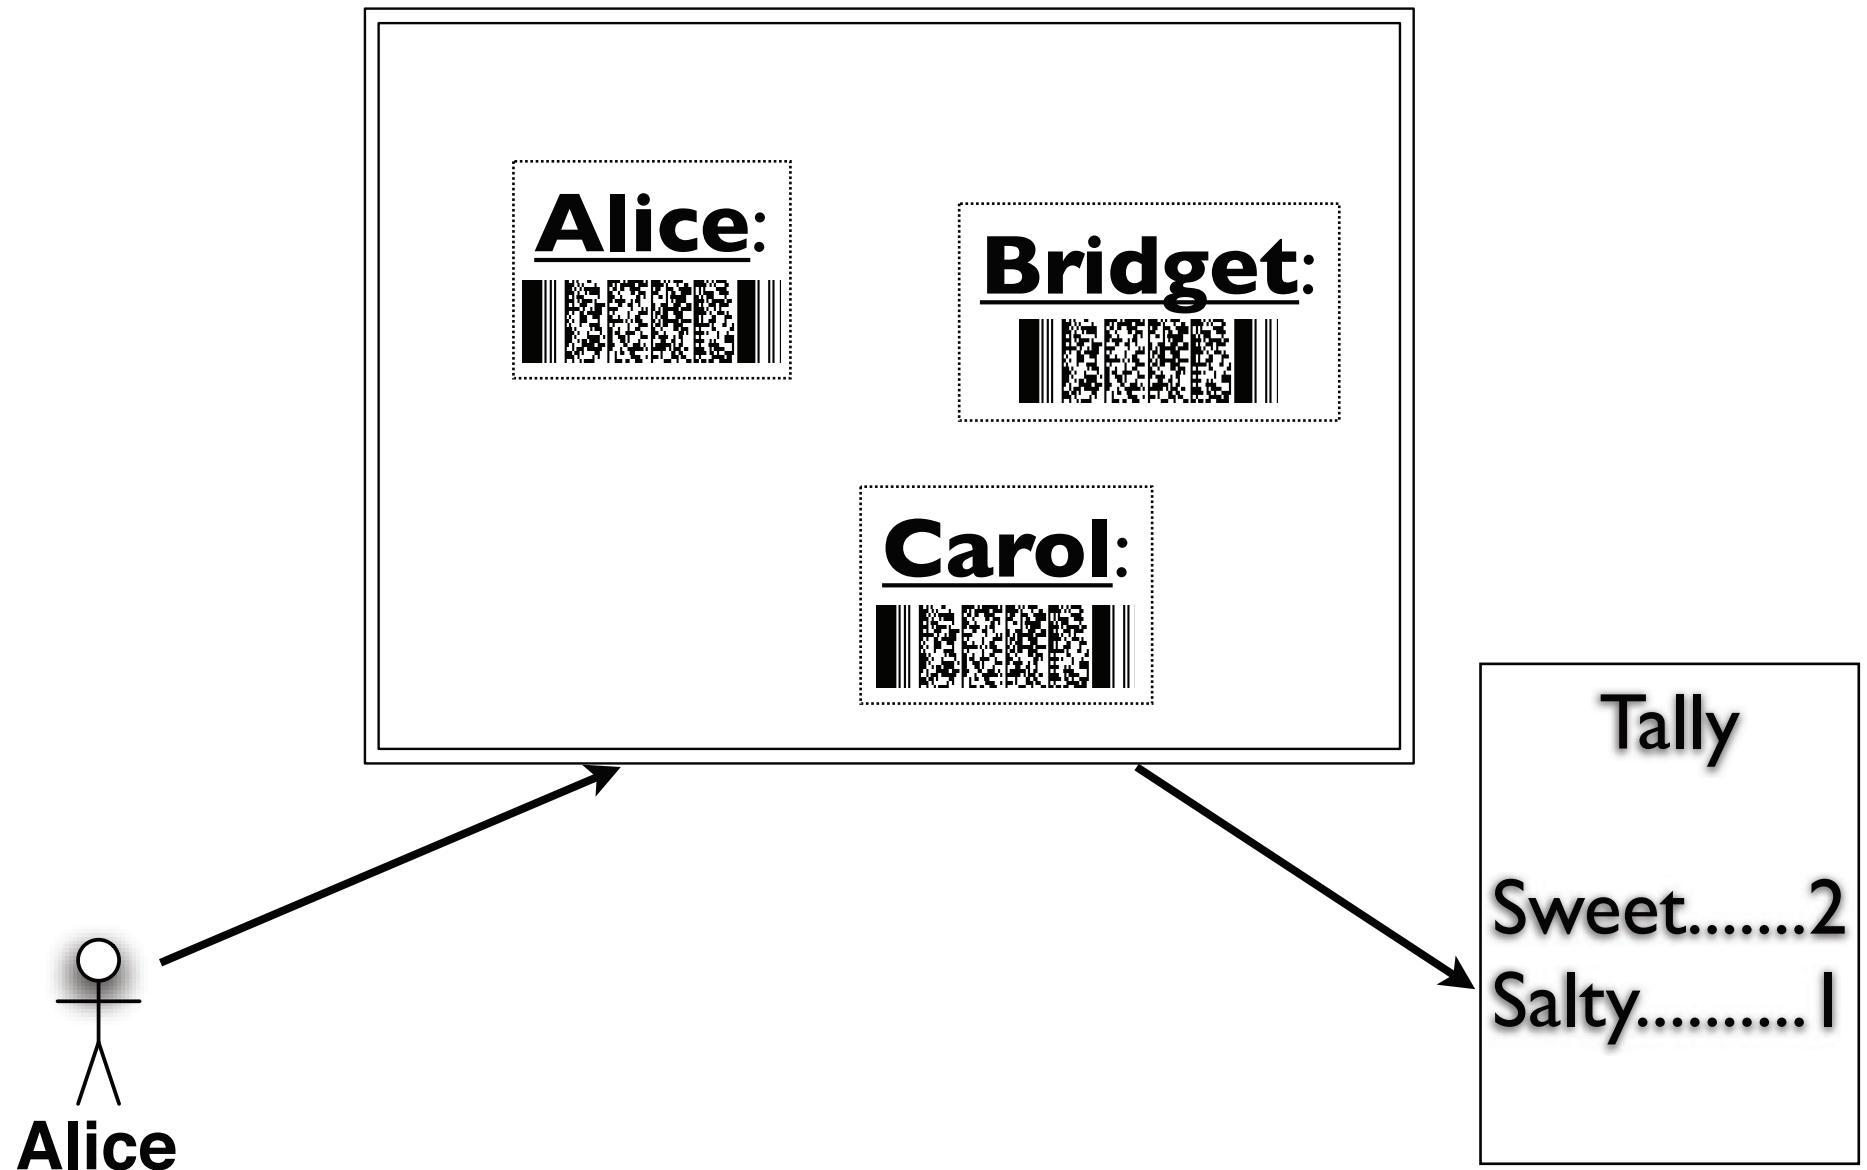 Alice:
Bridget:
Carol:
Tally
Sweet.......2
Salty..........1
Alice